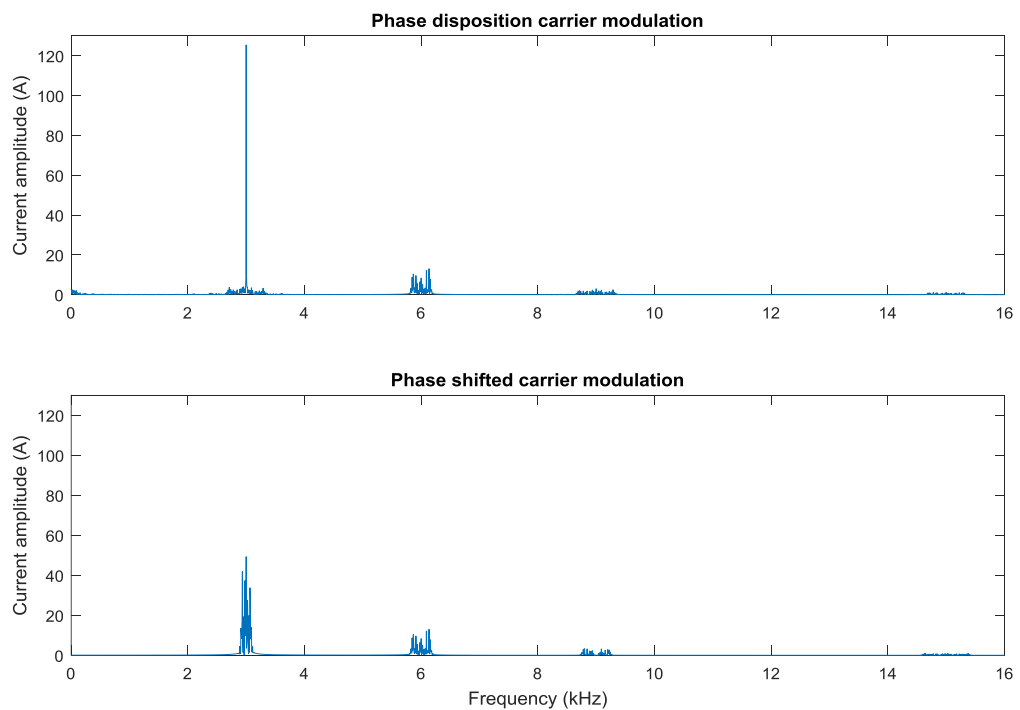 Phase disposition carrier modulation
120
100
80
60
40
20
0
Current amplitude (A)
0 2 4 6 8 10 12 14 16
Phase shifted carrier modulation
120
100
80
60
40
20
0
Current amplitude (A)
0 2 4 6 8 10 12 14 16
Frequency (kHz)